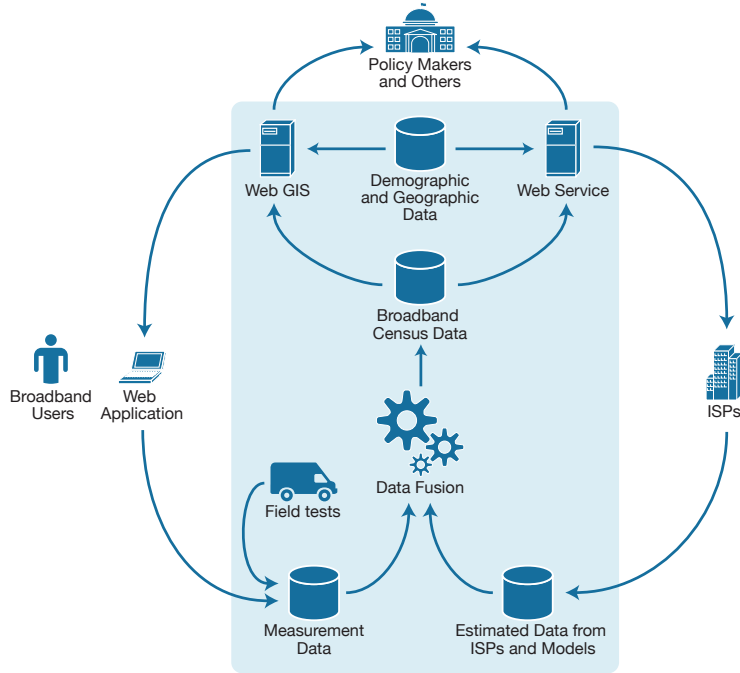 Policy Makers
and Others
Web GIS
Demographic
and Geographic
Data
Web Service
Broadband
Census Data
Broadband
Users
Web
Application
ISPs
Data Fusion
Field tests
Measurement
Data
Estimated Data from
ISPs and Models